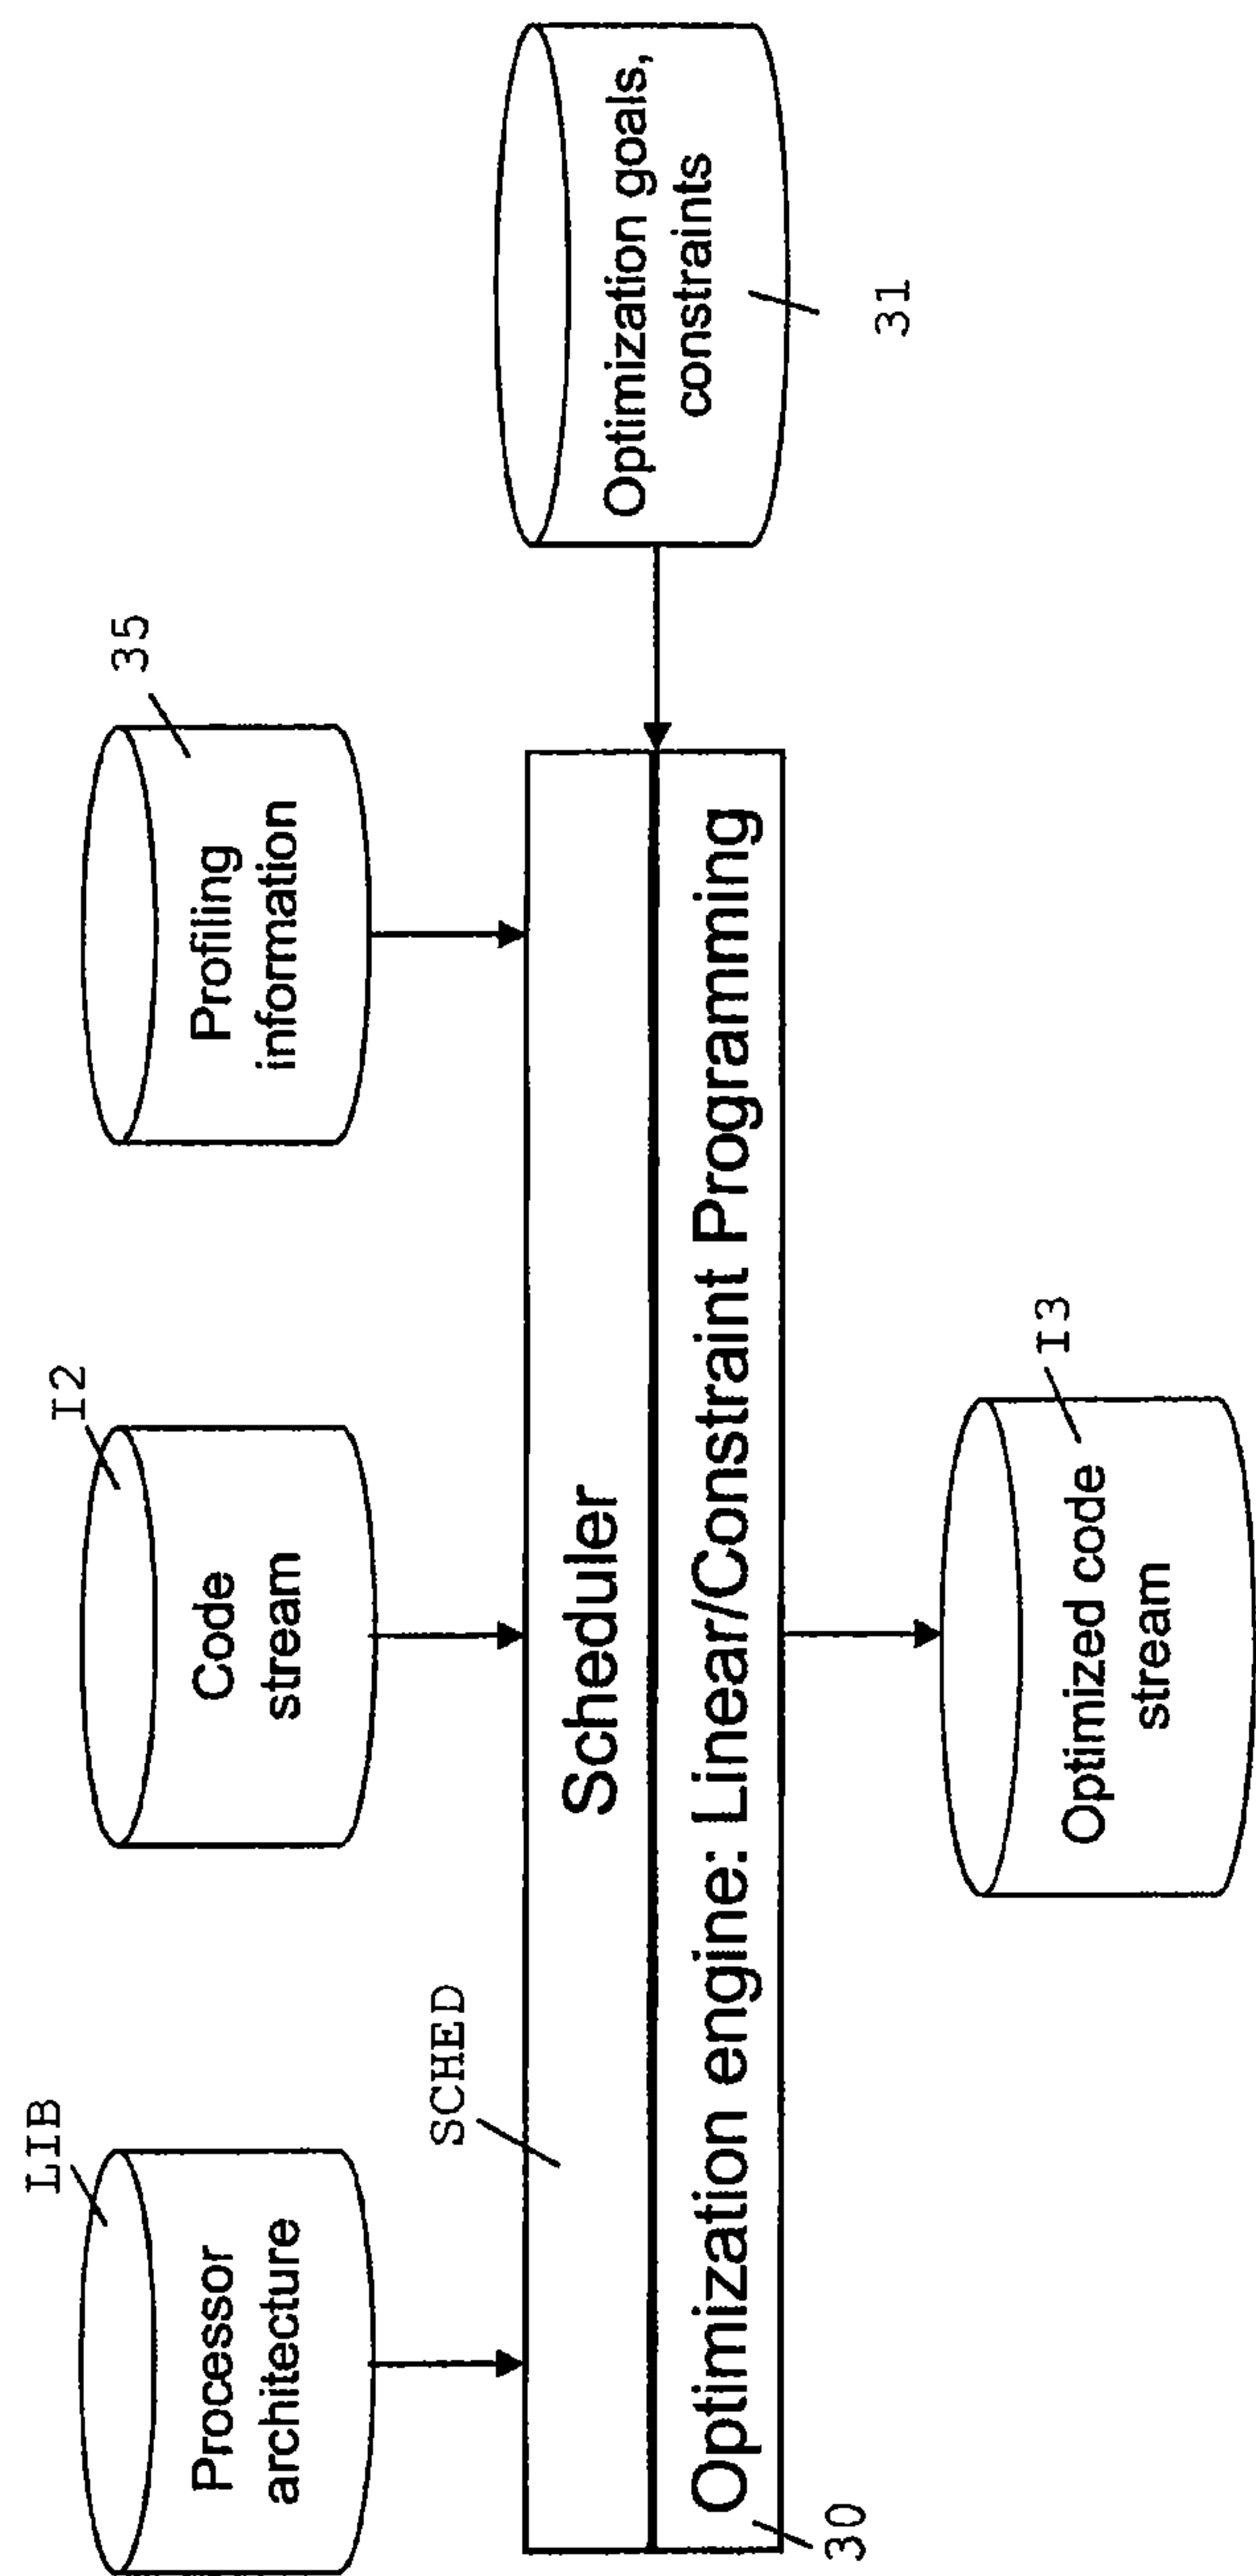 LIB
Processor
architecture
I2
Code
stream
35
Profiling
information
SCHED
Scheduler
30
Optimization engine: Linear/Constraint Programming
Optimization goals,
constraints
31
I3
Optimized code
stream